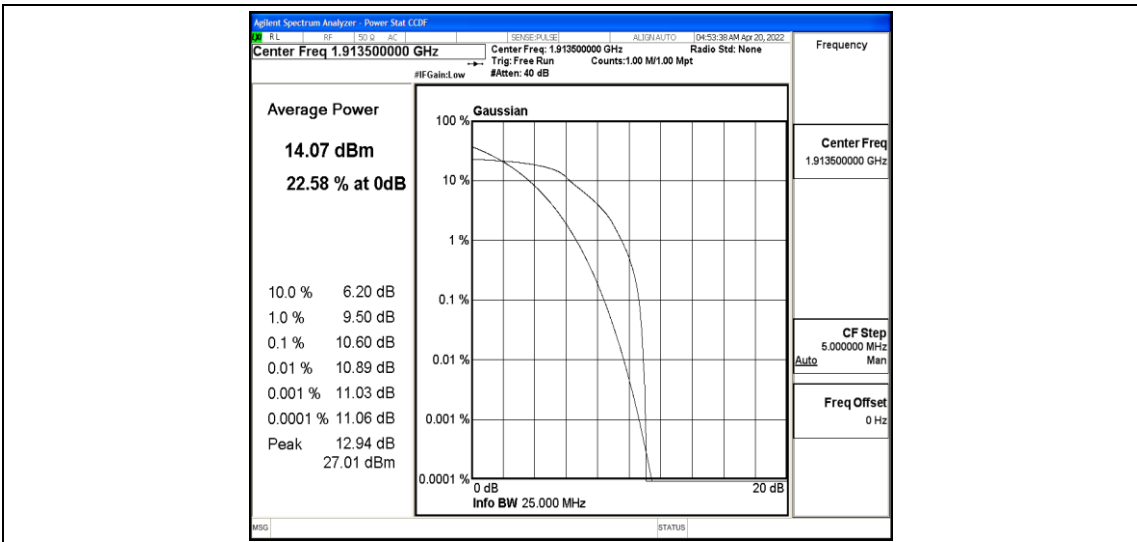 Agilent Spectrum Analyzer - Power Stat CCDF
LXI RL RF 50 Ω AC SENSE:PULSE ALIGNAUTO 04:53:38 AM Apr 20, 2022
Center Freq 1.913500000 GHz
Center Freq: 1.913500000 GHz Radio Std: None
Trig: Free Run Counts:1.00 M/1.00 Mpt
#IFGain:Low #Atten: 40 dB
Frequency
Average Power
14.07 dBm
22.58 % at 0dB
10.0 % 6.20 dB
1.0 % 9.50 dB
0.1 % 10.60 dB
0.01 % 10.89 dB
0.001 % 11.03 dB
0.0001 % 11.06 dB
Peak 12.94 dB
27.01 dBm
Gaussian
100 %
10 %
1 %
0.1 %
0.01 %
0.001 %
0.0001 %
0 dB 20 dB
Info BW 25.000 MHz
Center Freq
1.913500000 GHz
CF Step
5.000000 MHz
Auto Man
Freq Offset
0 Hz
MSG STATUS